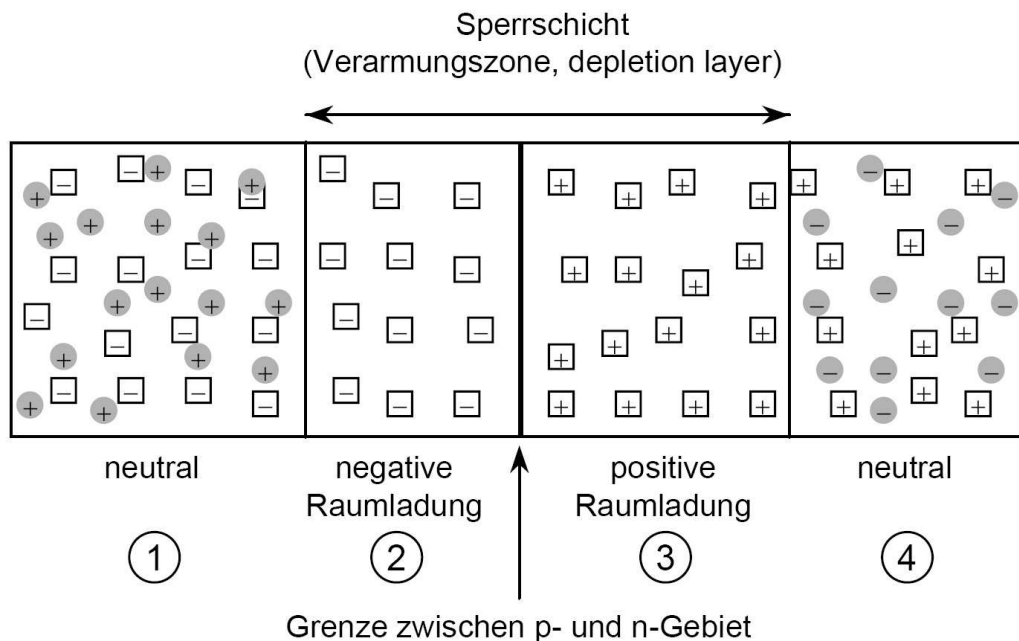 Sperrschicht
(Verarmungszone, depletion layer)
neutral
negative
Raumladung
positive
Raumladung
neutral
1
2
3
4
Grenze zwischen p- und n-Gebiet